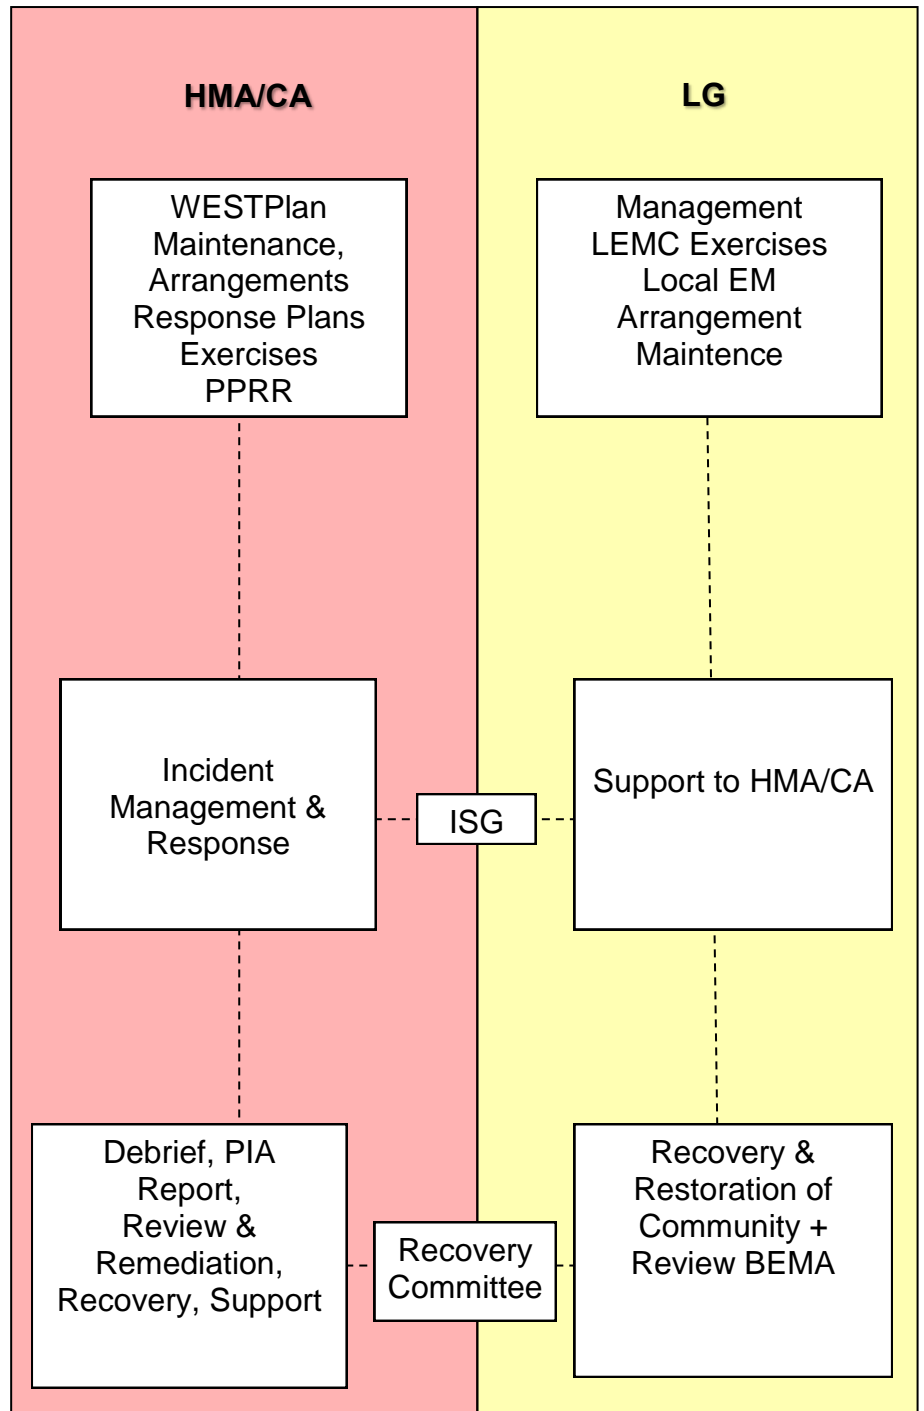 HMA/CA
LG
WESTPlan
Maintenance,
Arrangements
Response Plans
Exercises
PPRR
Management
LEMC Exercises
Local EM
Arrangement
Maintence
Incident
Management &
Response
ISG
Support to HMA/CA
Debrief, PIA
Report,
Review &
Remediation,
Recovery, Support
Recovery
Committee
Recovery &
Restoration of
Community +
Review BEMA